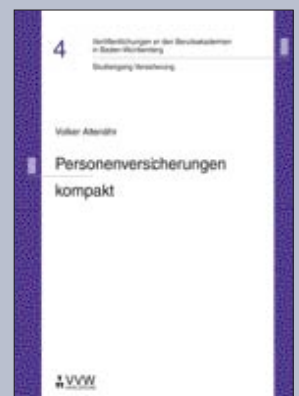 4
Veröffentlichungen an den Berufsakademien
in Baden-Württemberg
Studiengang Versicherung
Volker Altenähr
Personenversicherungen
kompakt
VVW